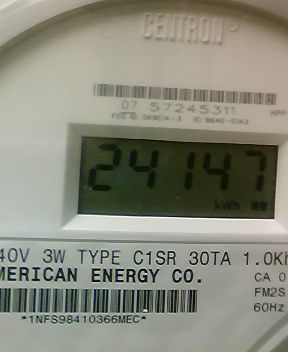 CENTRON®
07 57245311
24147
kWh
40V 3W TYPE C1SR 30TA 1.0Kh
MERICAN ENERGY CO.
CA 0
FM2S
60Hz
*1NFS98410366MEC*